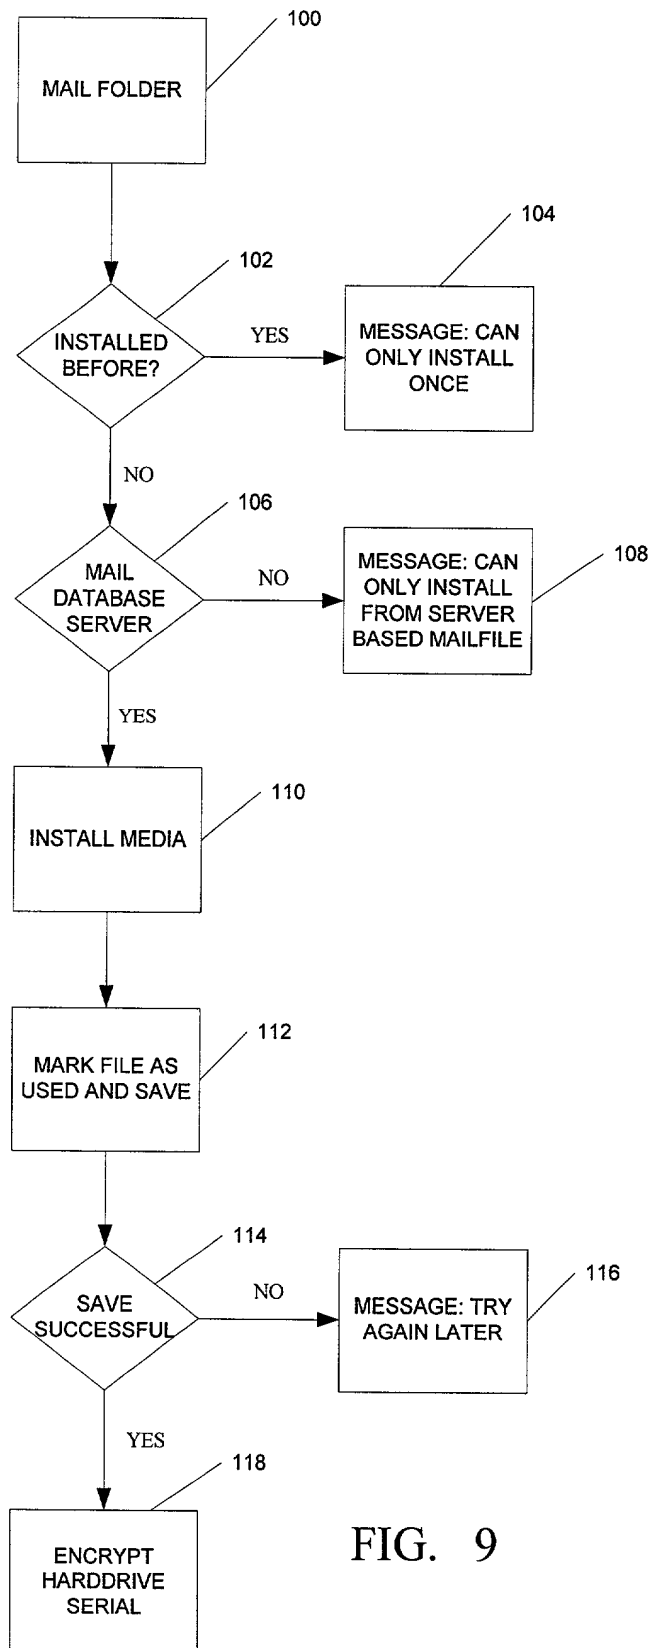 100
MAIL FOLDER
104
102
INSTALLED
BEFORE?
YES
MESSAGE: CAN
ONLY INSTALL
ONCE
NO
106
MAIL
DATABASE
SERVER
NO
MESSAGE: CAN
ONLY INSTALL
FROM SERVER
BASED MAILFILE
108
YES
110
INSTALL MEDIA
112
MARK FILE AS
USED AND SAVE
114
SAVE
SUCCESSFUL
NO
MESSAGE: TRY
AGAIN LATER
116
YES
118
ENCRYPT
HARDDRIVE
SERIAL
FIG. 9